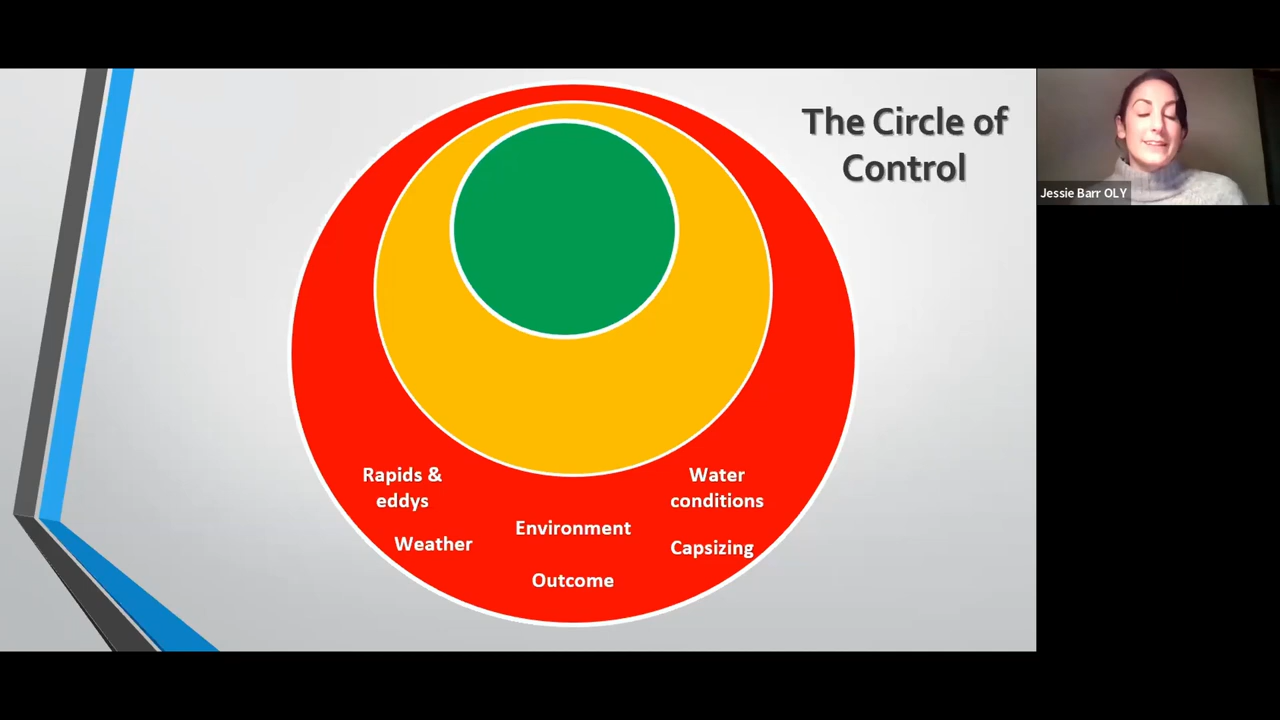 The Circle of
Control
Jessie Barr OLY
Rapids &
eddys
Water
conditions
Environment
Weather
Capsizing
Outcome